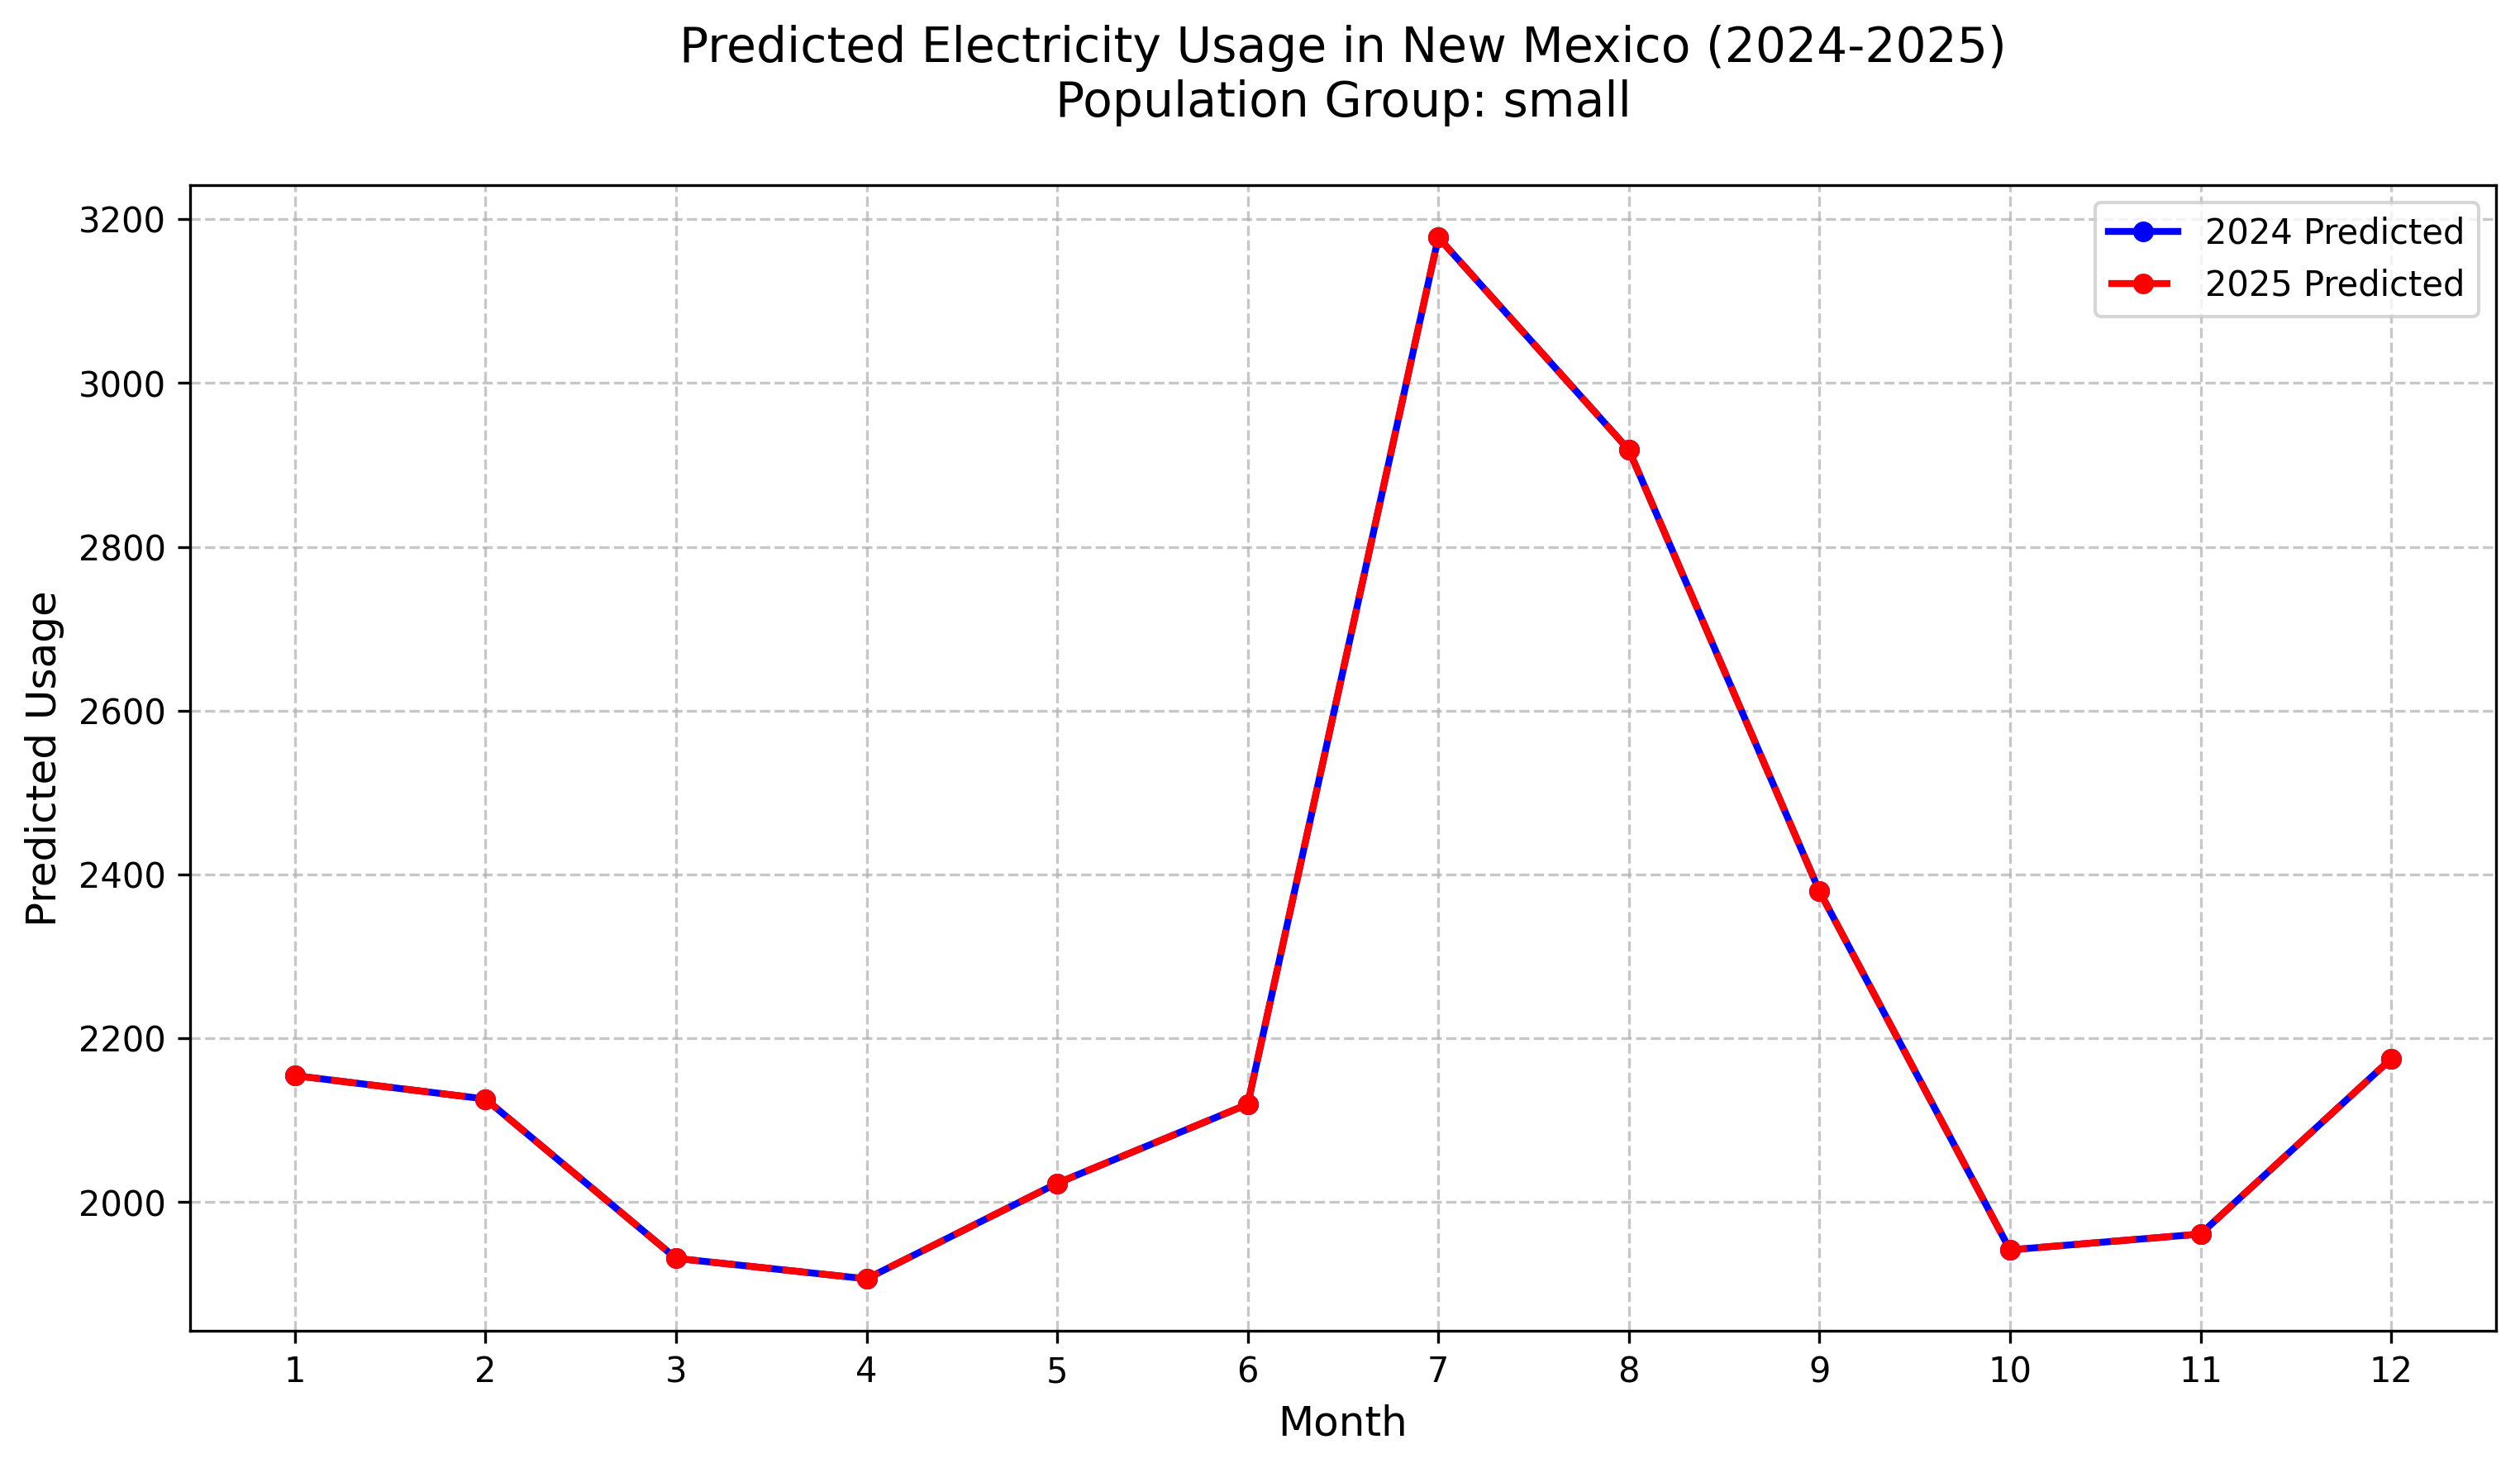 Predicted Electricity Usage in New Mexico (2024-2025)
Population Group: small
3200
3000
2800
2600
2400
2200
2000
Predicted Usage
2024 Predicted
2025 Predicted
1 2 3 4 5 6 7 8 9 10 11 12
Month